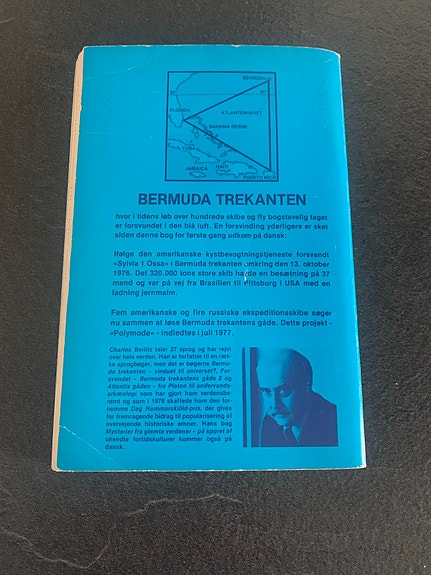 BERMUDA
FLORIDA
ATLANTERHAVET
BAHAMA ØERNE
CUBA
JAMAICA
HAITI
PUERTO RICO
BERMUDA TREKANTEN
hvor i tidens løb over hundrede skibe og fly bogstavelig taget
er forsvundet i den blå luft. En forsvinding yderligere er sket
siden denne bog for første gang udkom på dansk:
Ifølge den amerikanske kystbevogtningstjeneste forsvandt
»Sylvia 1 Ossa« i Bermuda trekanten omkring den 13. oktober
1976. Det 320.000 tons store skib havde en besætning på 37
mand og var på vej fra Brasilien til Pittsburg i USA med en
ladning jernmalm.
Fem amerikanske og fire russiske ekspeditionsskibe søger
nu sammen at løse Bermuda trekantens gåde. Dette projekt -
»Polymode« - indledtes i juli 1977.
Charles Berlitz taler 27 sprog og har rejst
over hele verden. Han er forfatter til en ræk-
ke sprogbøger, men det er bøgerne Bermu-
da trekanten - vinduet til universet?, For-
svundet - Bermuda trekantens gåde 2 og
Atlantis gåden - fra Platon til undervands-
arkæologi som har gjort ham verdensbe-
rømt og som i 1976 skaffede ham den for-
nemme Dag Hammarskiöld-pris, der gives
for fremragende bidrag til popularisering af
overvejende historiske emner. Hans bog
Mysterier fra glemte verdener - på sporet af
ukendte fortidskulturer kommer også på
dansk.